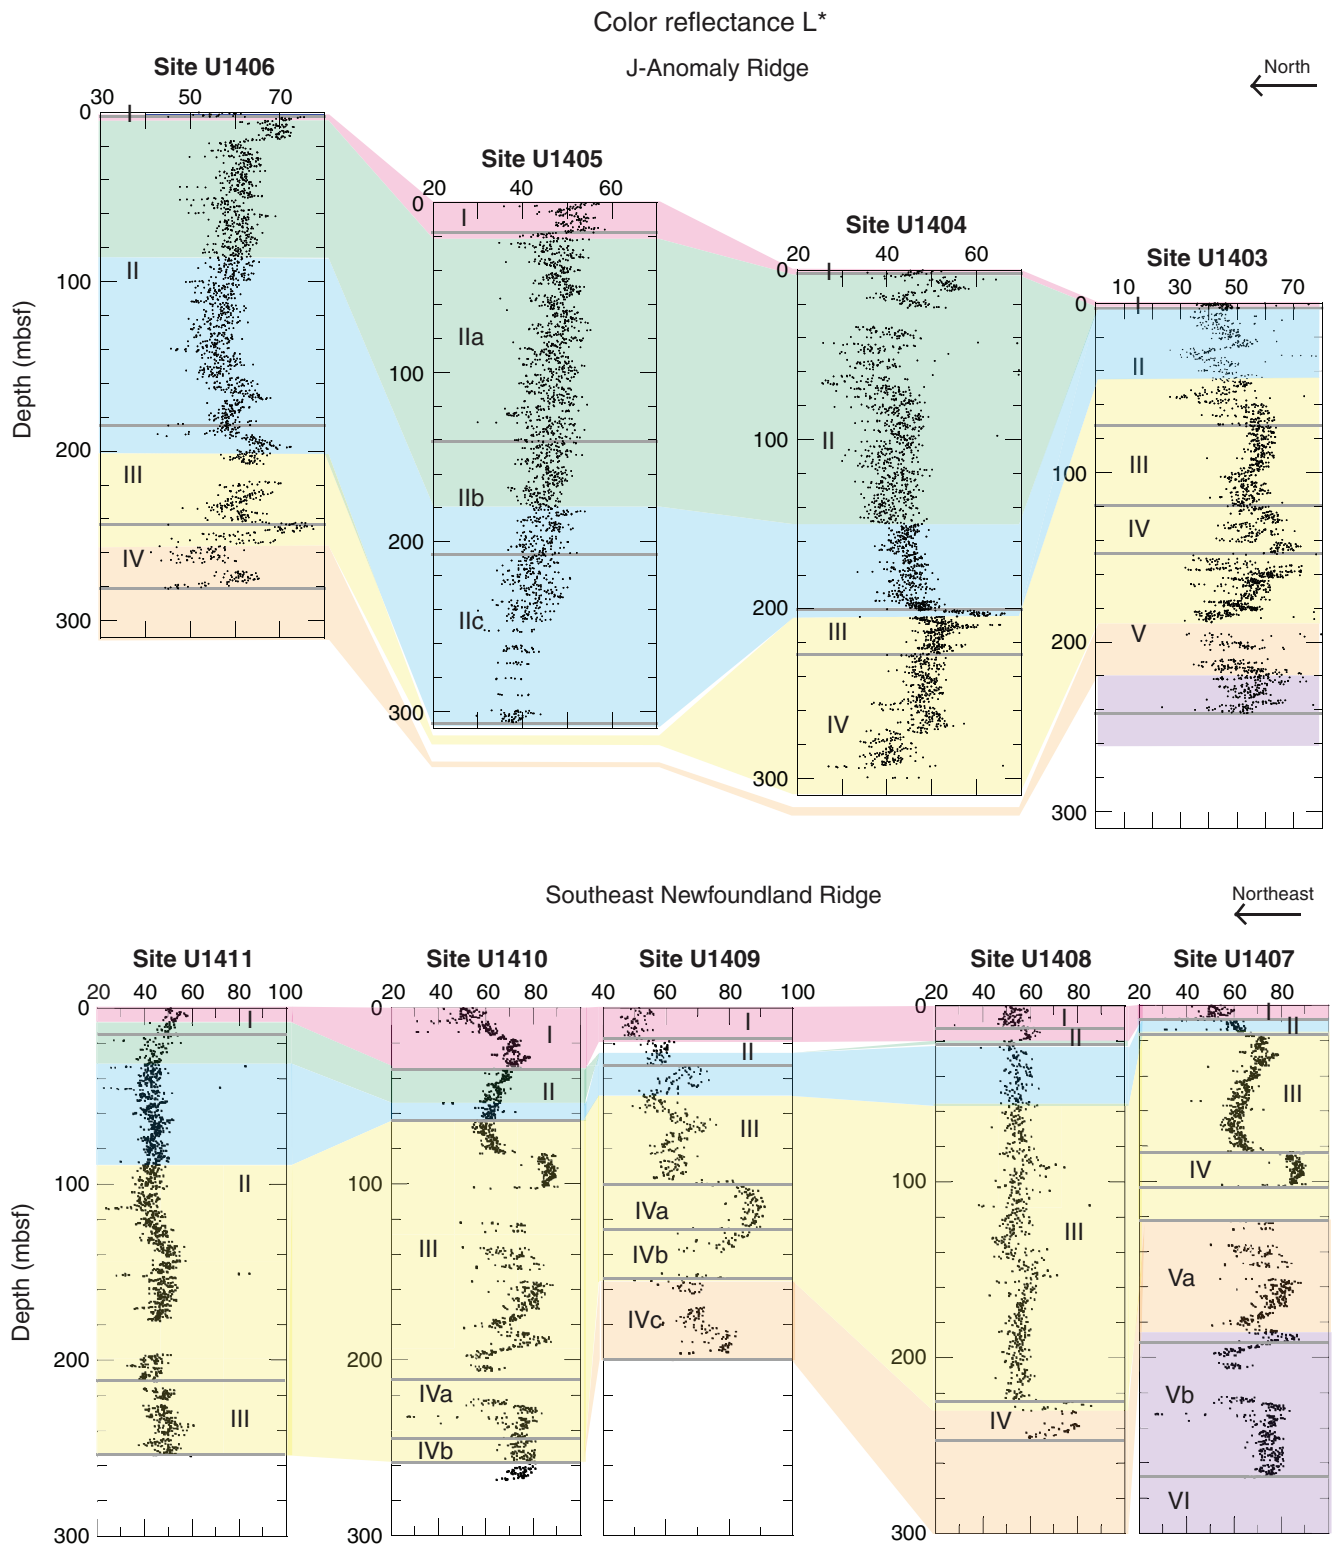 Color reflectance L*
J-Anomaly Ridge
North
Site U1406
30 50 70
Site U1405
20 40 60
Site U1404
20 40 60
Site U1403
10 30 50 70
Depth (mbsf)
0
100
200
300
I
II
III
IV
0
100
200
300
I
IIa
IIb
IIc
0
100
200
300
I
II
III
IV
0
100
200
300
I
II
III
IV
V
Southeast Newfoundland Ridge
Northeast
Site U1411
20 40 60 80 100
Site U1410
20 40 60 80
Site U1409
40 60 80 100
Site U1408
20 40 60 80
Site U1407
20 40 60 80
Depth (mbsf)
0
100
200
300
I
II
III
0
100
200
300
I
II
III
IVa
IVb
I
II
III
IVa
IVb
IVc
0
100
200
300
I
II
III
IV
I
II
III
IV
Va
Vb
VI